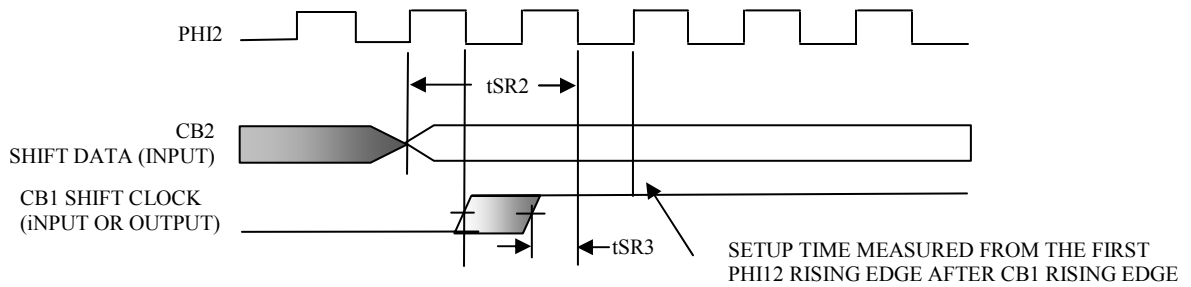 PHI2
tSR2
CB2
SHIFT DATA (INPUT)
CB1 SHIFT CLOCK
(iNPUT OR OUTPUT)
tSR3
SETUP TIME MEASURED FROM THE FIRST
PHI12 RISING EDGE AFTER CB1 RISING EDGE